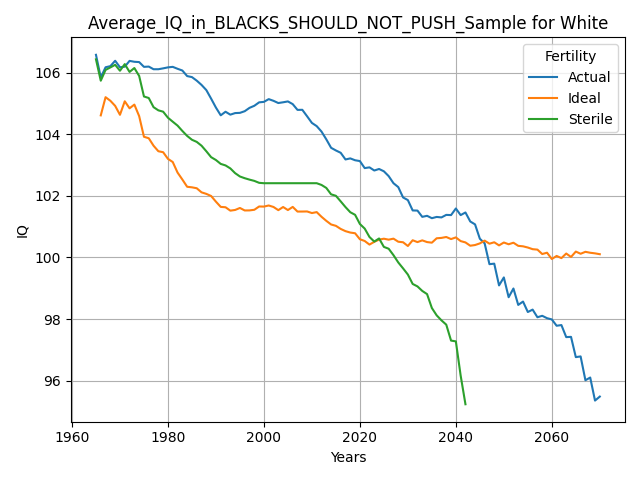 Average_IQ_in_BLACKS_SHOULD_NOT_PUSH_Sample for White
Fertility
Actual
Ideal
Sterile
IQ
106
104
102
100
98
96
1960
1980
2000
2020
2040
2060
Years